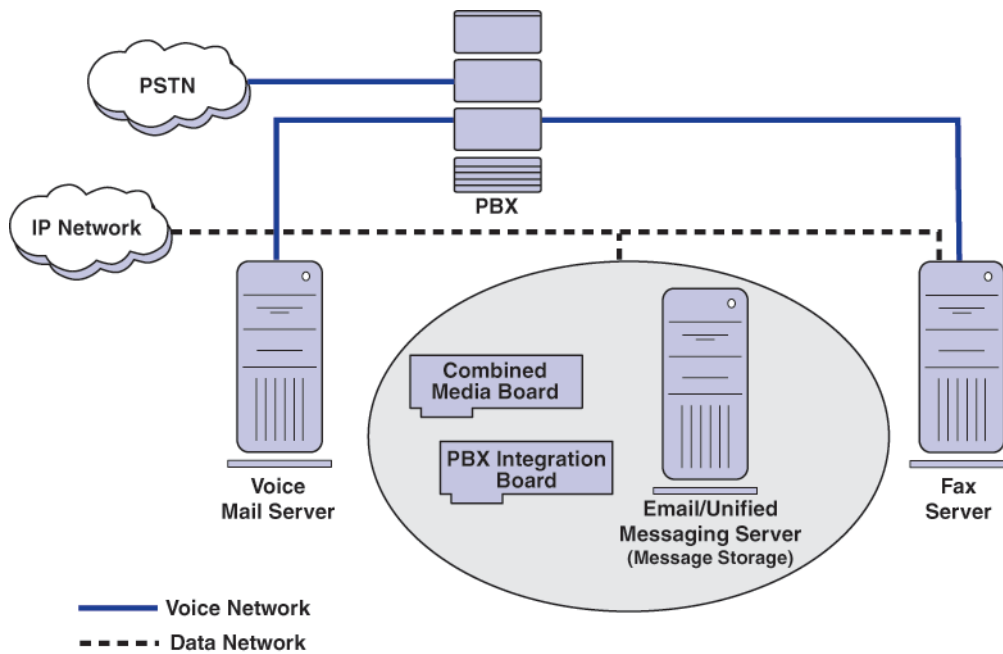 PSTN
PBX
IP Network
Combined
Media Board
PBX Integration
Board
Voice
Mail Server
Email/Unified
Messaging Server
(Message Storage)
Fax
Server
Voice Network
Data Network